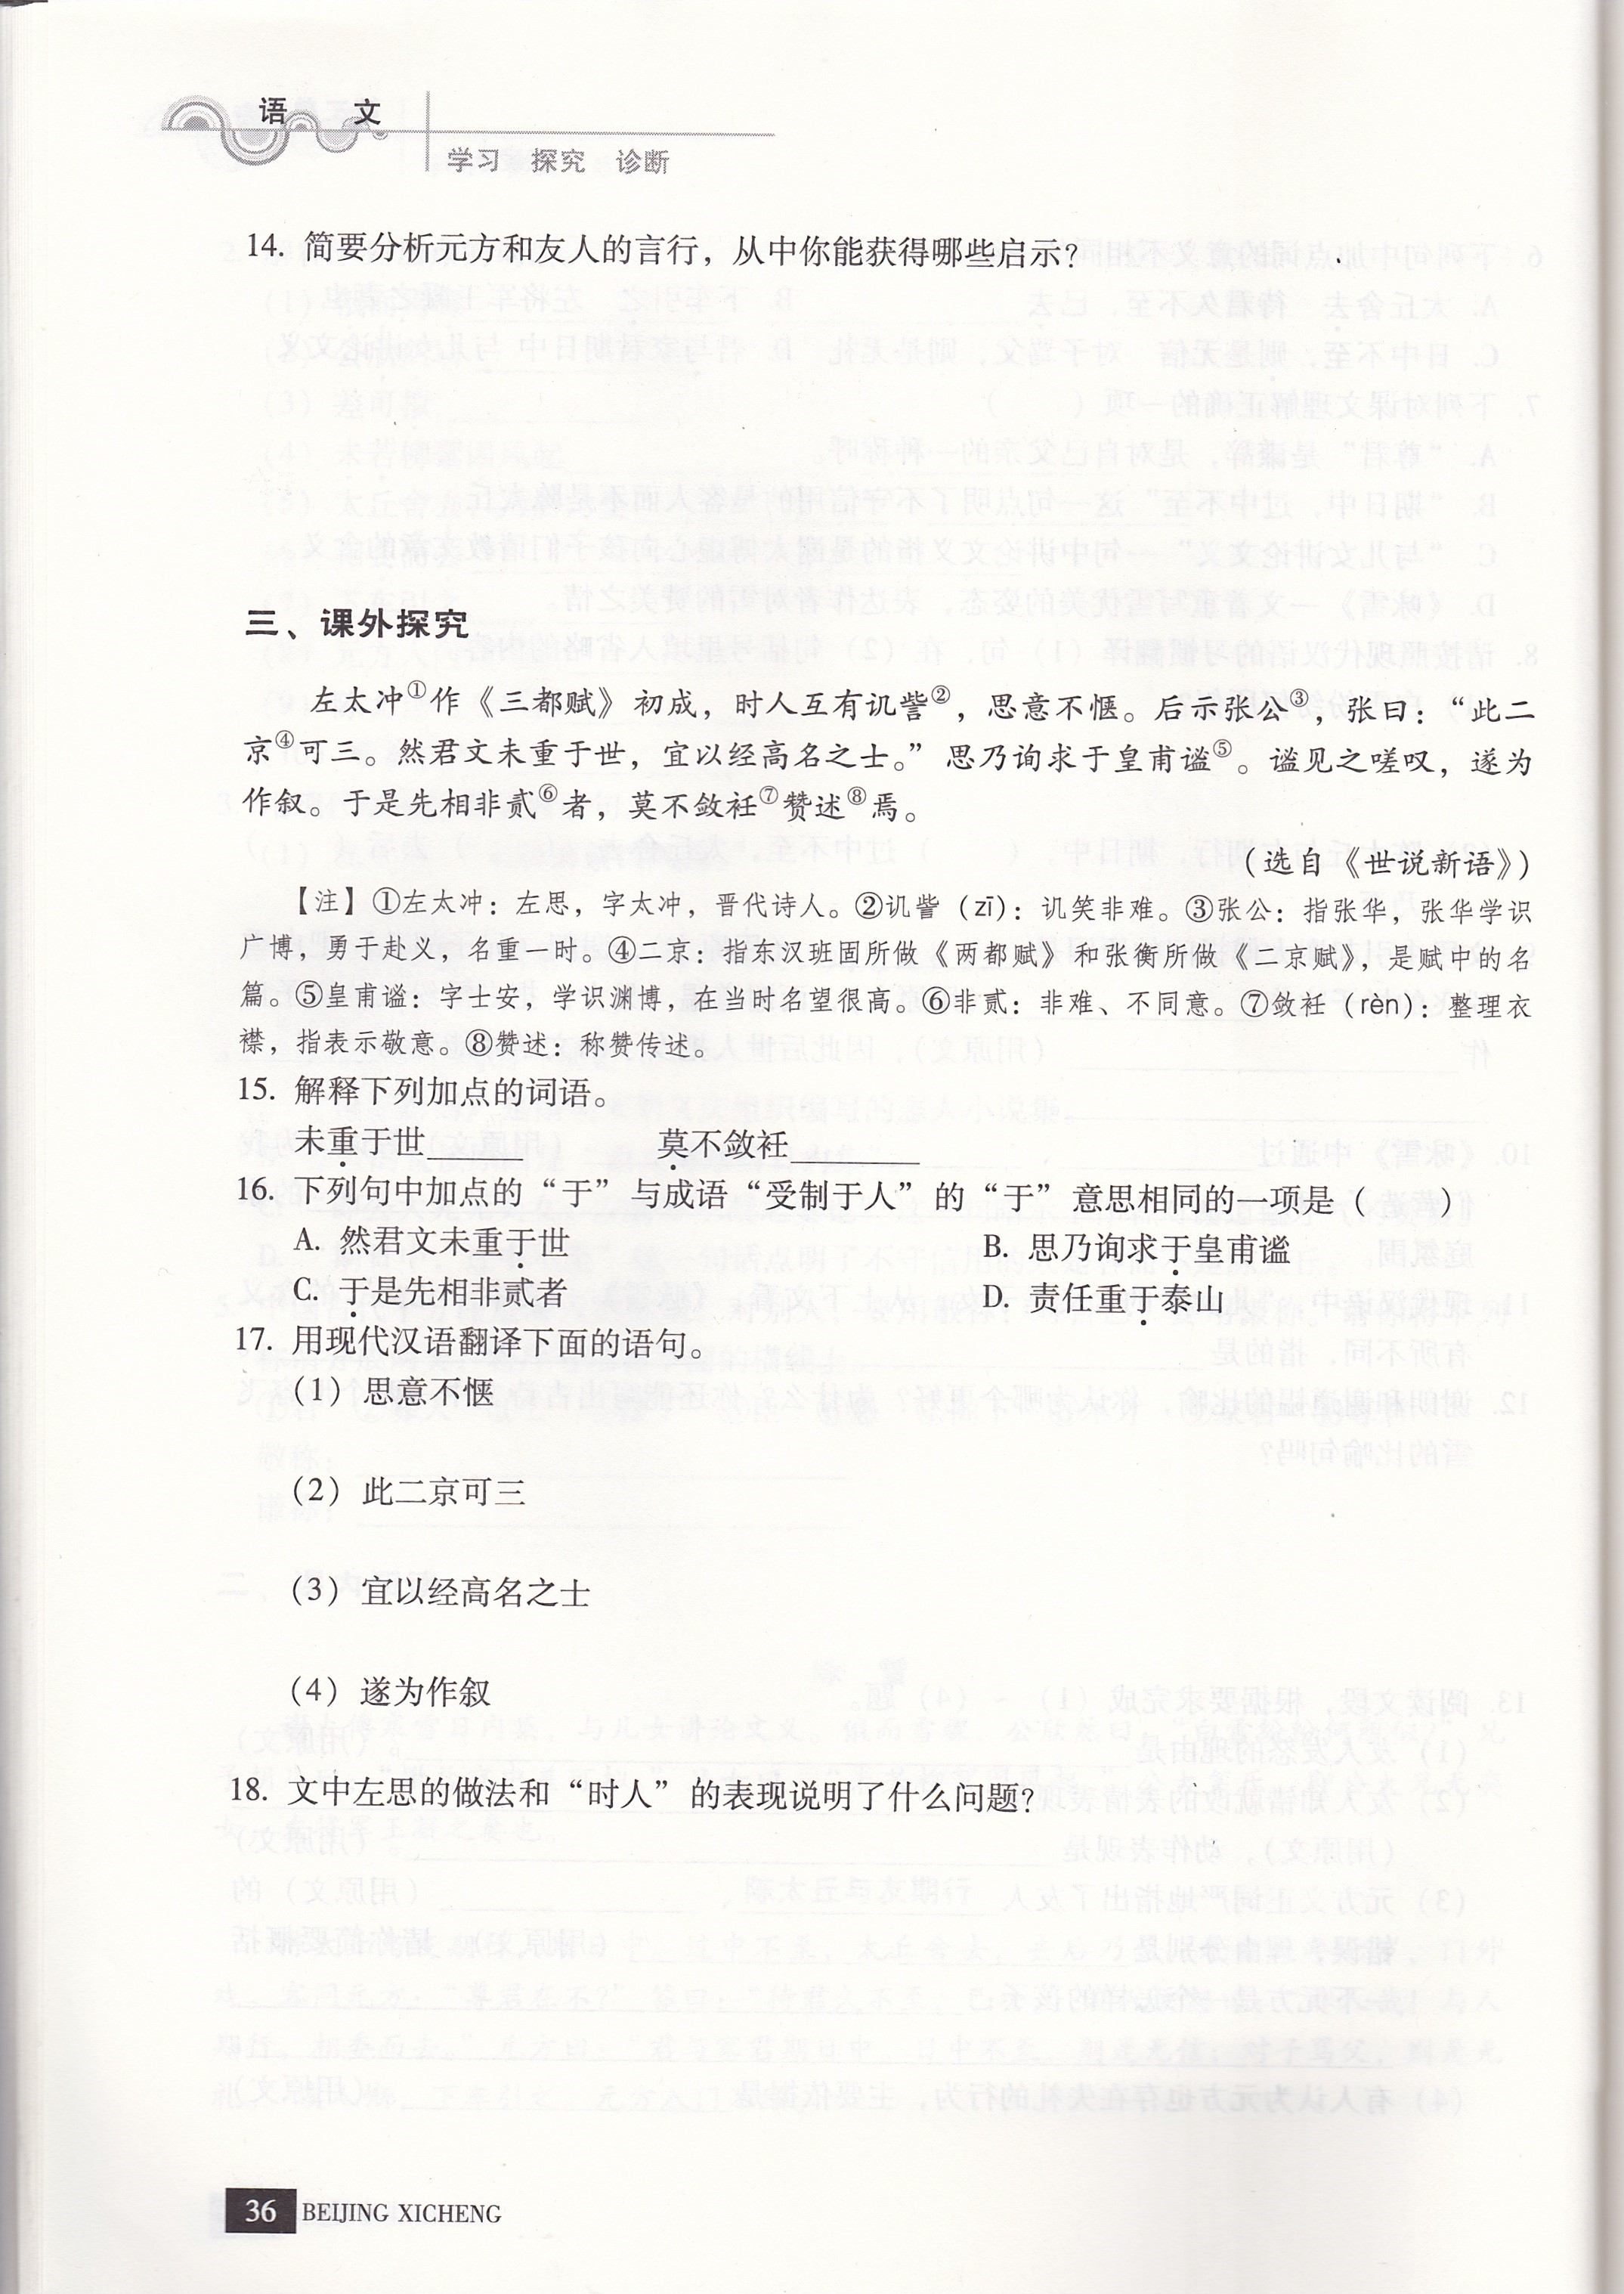 语 文
学习 探究 诊断
14. 简要分析元方和友人的言行，从中你能获得哪些启示？
三、课外探究
左太冲①作《三都赋》初成，时人互有讥訾②，思意不惬。后示张公③，张曰：“此二
京④可三。然君文未重于世，宜以经高名之士。”思乃询求于皇甫谧⑤。谧见之嗟叹，遂为
作叙。于是先相非贰⑥者，莫不敛衽⑦赞述⑧焉。
（选自《世说新语》）
【注】①左太冲：左思，字太冲，晋代诗人。②讥訾（zī）：讥笑非难。③张公：指张华，张华学识
广博，勇于赴义，名重一时。④二京：指东汉班固所做《两都赋》和张衡所做《二京赋》，是赋中的名
篇。⑤皇甫谧：字士安，学识渊博，在当时名望很高。⑥非贰：非难、不同意。⑦敛衽（rèn）：整理衣
襟，指表示敬意。⑧赞述：称赞传述。
15. 解释下列加点的词语。
未重于世______ 莫不敛衽________
16. 下列句中加点的“于”与成语“受制于人”的“于”意思相同的一项是（ ）
A. 然君文未重于世 B. 思乃询求于皇甫谧
C. 于是先相非贰者 D. 责任重于泰山
17. 用现代汉语翻译下面的语句。
（1）思意不惬
（2）此二京可三
（3）宜以经高名之士
（4）遂为作叙
18. 文中左思的做法和“时人”的表现说明了什么问题？
36 BEIJING XICHENG